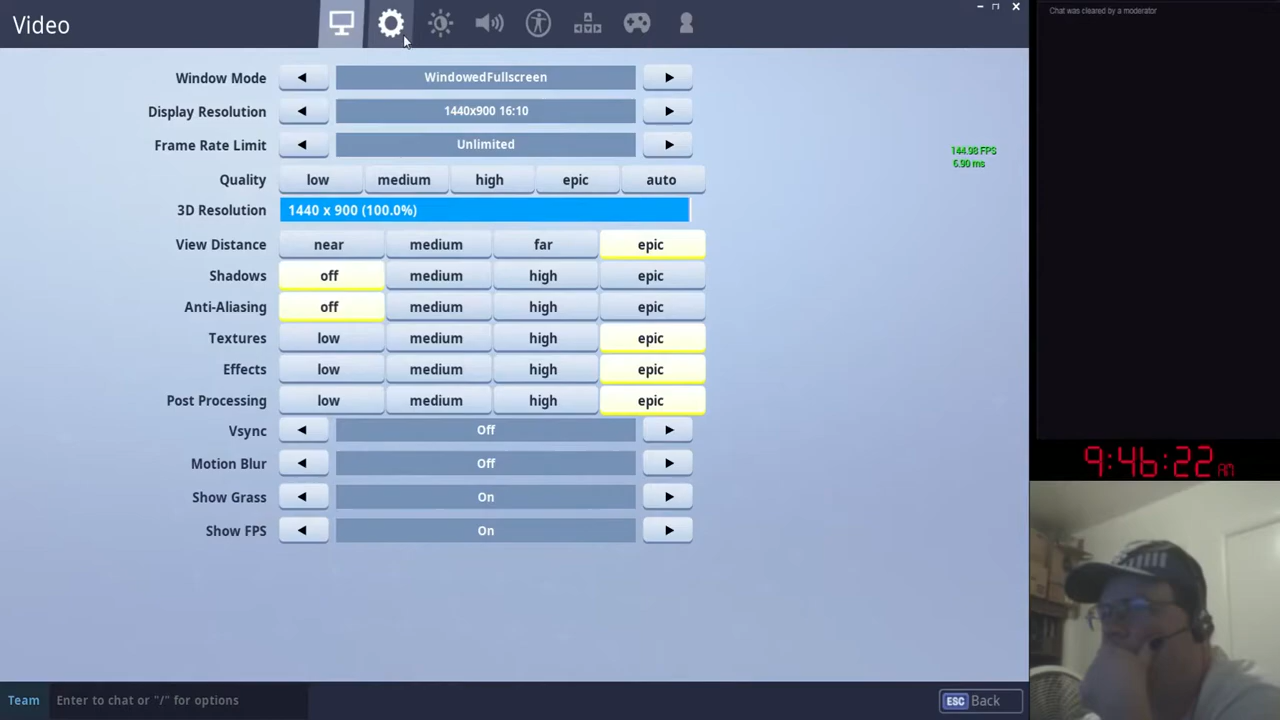 Video
Chat was cleared by a moderator
Window Mode ◀ WindowedFullscreen ▶
Display Resolution ◀ 1440x900 16:10 ▶
Frame Rate Limit ◀ Unlimited ▶
144.98 FPS
6.90 ms
Quality low medium high epic auto
3D Resolution 1440 x 900 (100.0%)
View Distance near medium far epic
Shadows off medium high epic
Anti-Aliasing off medium high epic
Textures low medium high epic
Effects low medium high epic
Post Processing low medium high epic
Vsync ◀ Off ▶
Motion Blur ◀ Off ▶
Show Grass ◀ On ▶
Show FPS ◀ On ▶
9:46:22 AM
Team Enter to chat or "/" for options
ESC Back